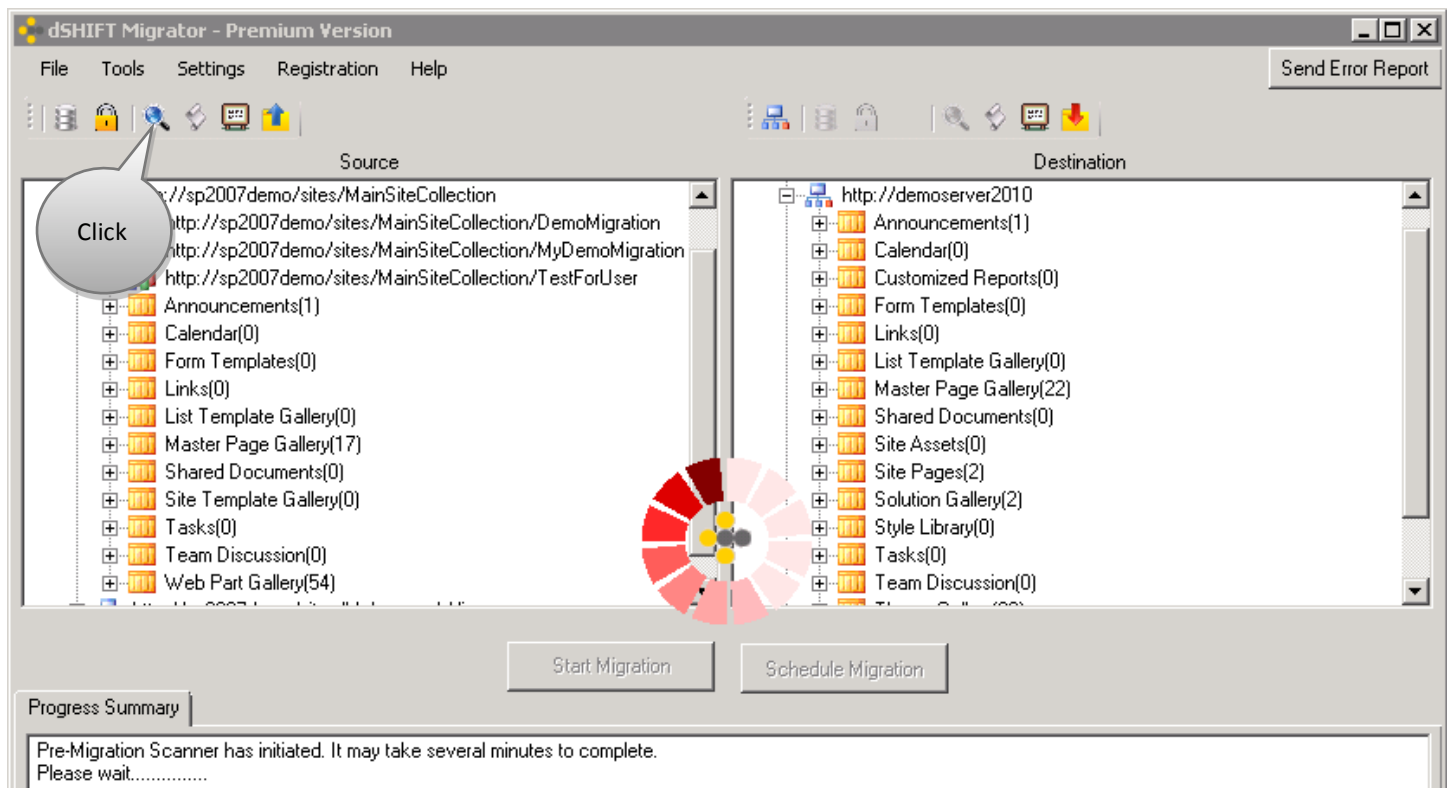 dSHIFT Migrator - Premium Version
File Tools Settings Registration Help
Send Error Report
Source
Destination
Click
://sp2007demo/sites/MainSiteCollection
http://sp2007demo/sites/MainSiteCollection/DemoMigration
http://sp2007demo/sites/MainSiteCollection/MyDemoMigration
http://sp2007demo/sites/MainSiteCollection/TestForUser
Announcements(1)
Calendar(0)
Form Templates(0)
Links(0)
List Template Gallery(0)
Master Page Gallery(17)
Shared Documents(0)
Site Template Gallery(0)
Tasks(0)
Team Discussion(0)
Web Part Gallery(54)
http://demoserver2010
Announcements(1)
Calendar(0)
Customized Reports(0)
Form Templates(0)
Links(0)
List Template Gallery(0)
Master Page Gallery(22)
Shared Documents(0)
Site Assets(0)
Site Pages(2)
Solution Gallery(2)
Style Library(0)
Tasks(0)
Team Discussion(0)
Start Migration
Schedule Migration
Progress Summary
Pre-Migration Scanner has initiated. It may take several minutes to complete.
Please wait...............